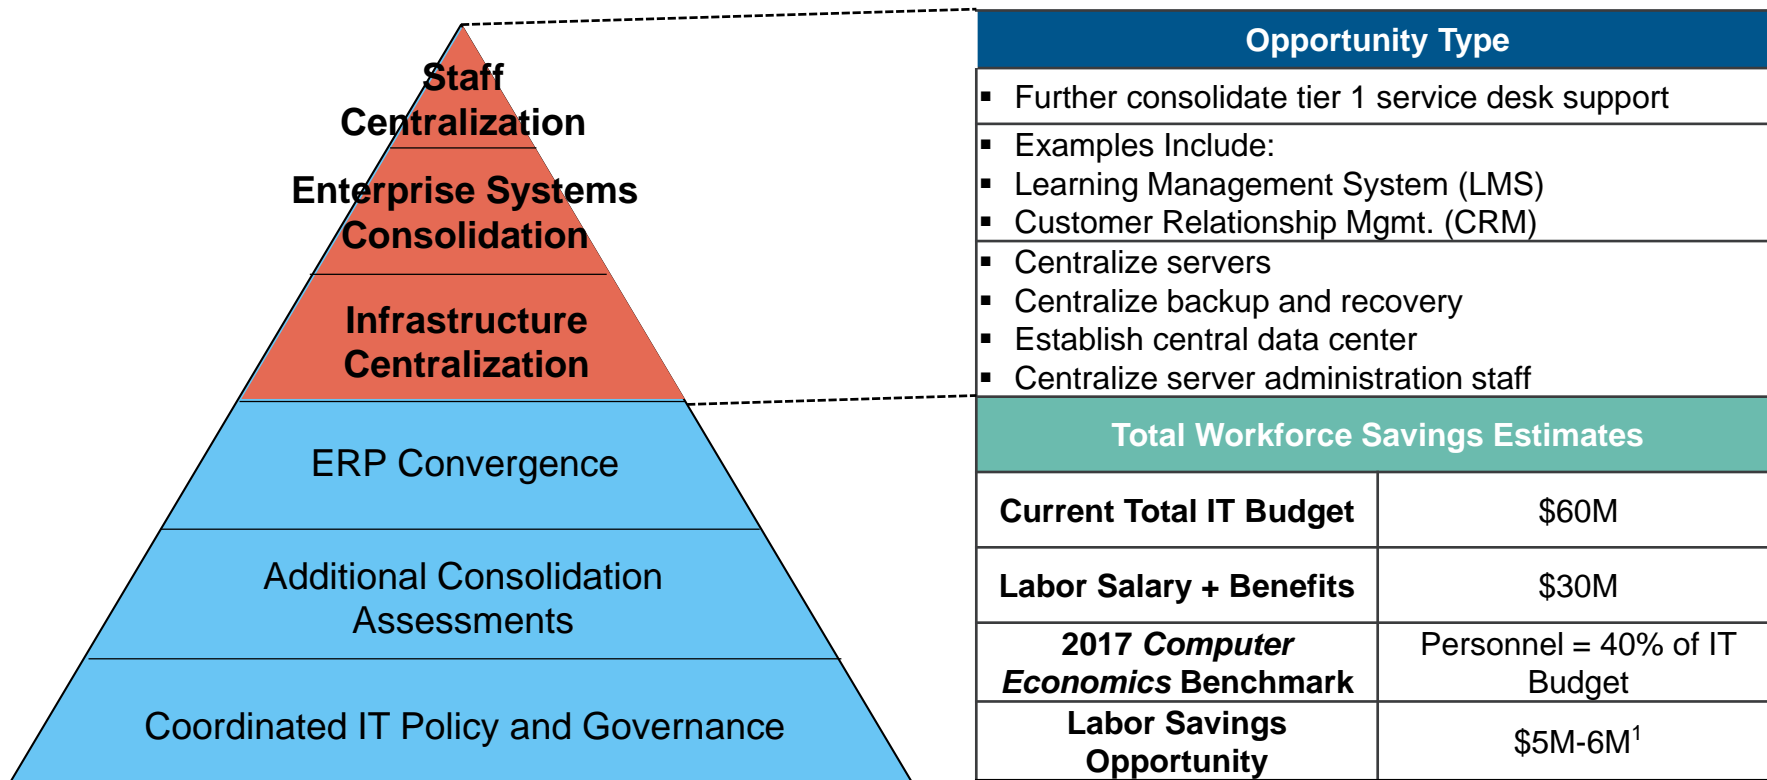 Staff
Centralization
Enterprise Systems
Consolidation
Infrastructure
Centralization
ERP Convergence
Additional Consolidation
Assessments
Coordinated IT Policy and Governance
Opportunity Type
▪ Further consolidate tier 1 service desk support
▪ Examples Include:
▪ Learning Management System (LMS)
▪ Customer Relationship Mgmt. (CRM)
▪ Centralize servers
▪ Centralize backup and recovery
▪ Establish central data center
▪ Centralize server administration staff
Total Workforce Savings Estimates
Current Total IT Budget
$60M
Labor Salary + Benefits
$30M
2017 Computer
Economics Benchmark
Personnel = 40% of IT
Budget
Labor Savings
Opportunity
$5M-6M¹